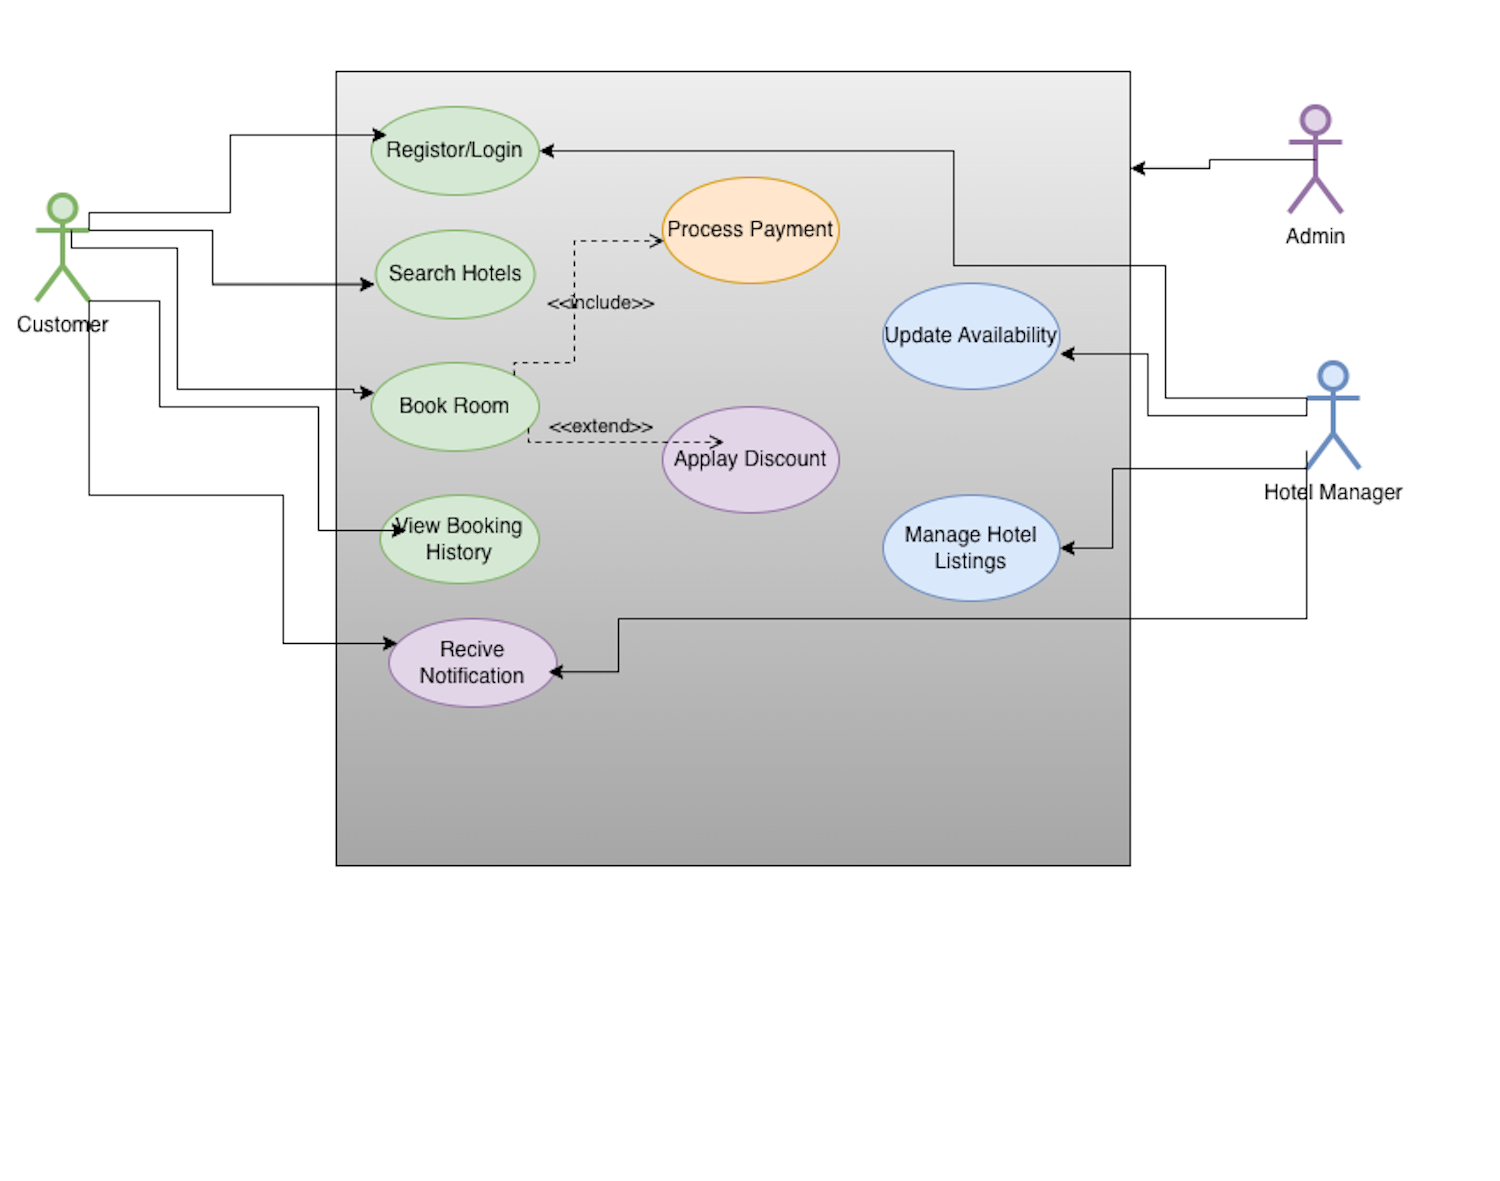 Registor/Login
Process Payment
Admin
Search Hotels
<<include>>
Customer
Update Availability
Book Room
<<extend>>
Applay Discount
Hotel Manager
View Booking
History
Manage Hotel
Listings
Recive
Notification